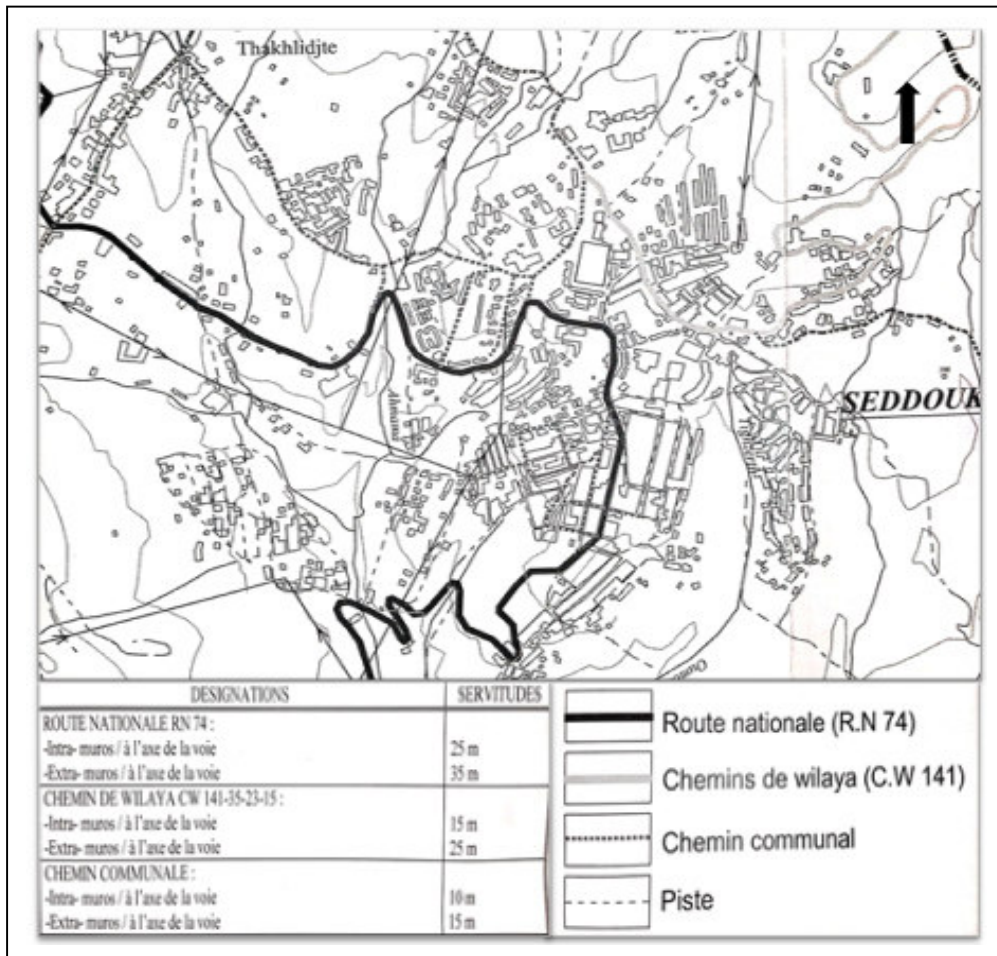 Thakhlidjte
SEDDOUK
DESIGNATIONS SERVITUDES
ROUTE NATIONALE RN 74 :
-Intra- muros / à l'axe de la voie 25 m
-Extra- muros / à l'axe de la voie 35 m
CHEMIN DE WILAYA CW 141-35-23-15 :
-Intra- muros / à l'axe de la voie 15 m
-Extra- muros / à l'axe de la voie 25 m
CHEMIN COMMUNALE :
-Intra- muros / à l'axe de la voie 10 m
-Extra- muros / à l'axe de la voie 15 m
Route nationale (R.N 74)
Chemins de wilaya (C.W 141)
Chemin communal
Piste